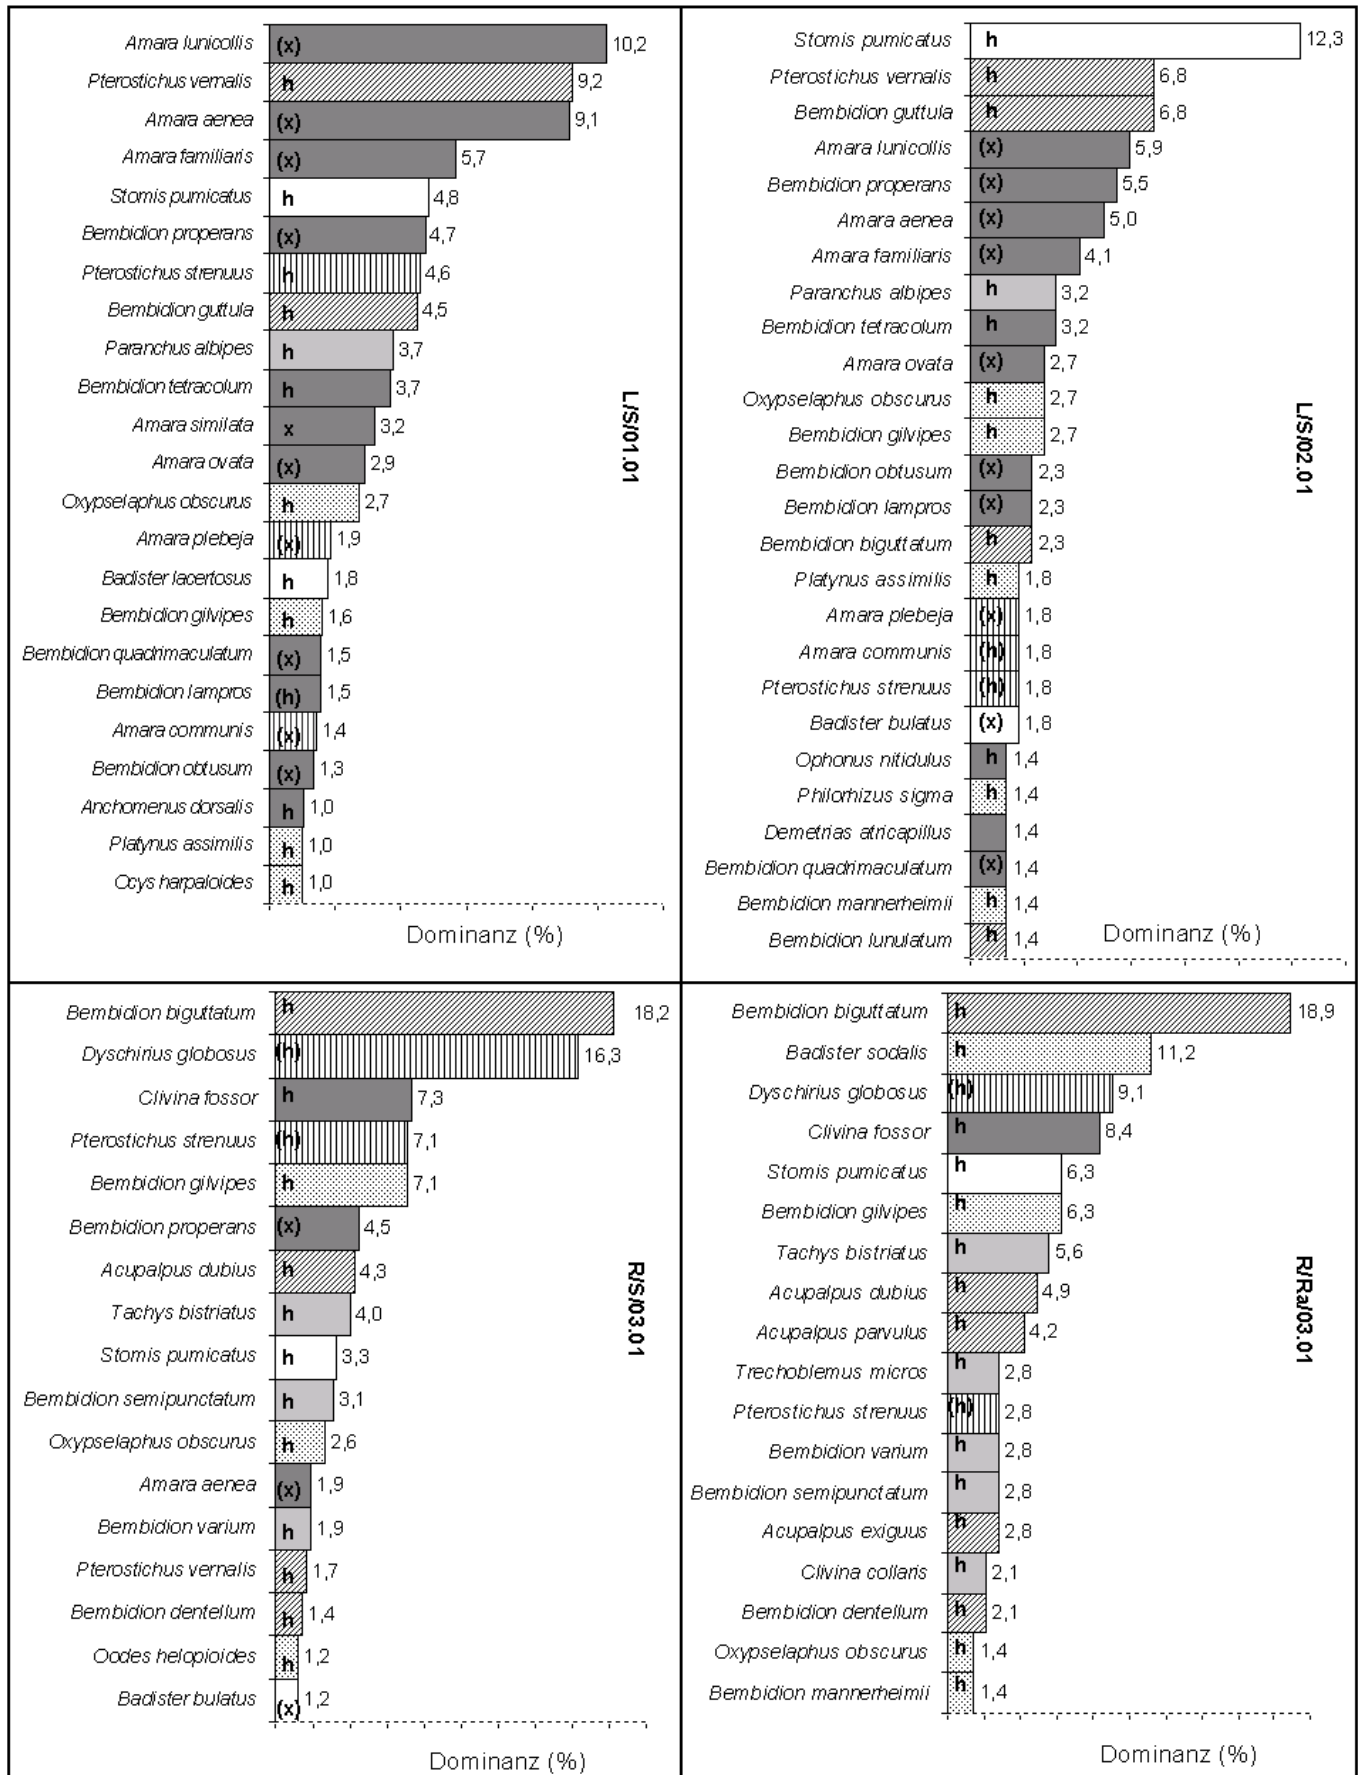 Amara lunicollis (x) 10,2
Pterostichus vernalis h 9,2
Amara aenea (x) 9,1
Amara familiaris (x) 5,7
Stomis pumicatus h 4,8
Bembidion properans (x) 4,7
Pterostichus strenuus h 4,6
Bembidion guttula h 4,5
Paranchus albipes h 3,7
Bembidion tetracolum h 3,7
Amara similata x 3,2
Amara ovata (x) 2,9
Oxypselaphus obscurus h 2,7
Amara plebeja (x) 1,9
Badister lacertosus h 1,8
Bembidion gilvipes h 1,6
Bembidion quadrimaculatum (x) 1,5
Bembidion lampros (h) 1,5
Amara communis (x) 1,4
Bembidion obtusum (x) 1,3
Anchomenus dorsalis h 1,0
Platynus assimilis h 1,0
Ocys harpaloides h 1,0
L/S/01.01
Dominanz (%)
Stomis pumicatus h 12,3
Pterostichus vernalis h 6,8
Bembidion guttula h 6,8
Amara lunicollis (x) 5,9
Bembidion properans (x) 5,5
Amara aenea (x) 5,0
Amara familiaris (x) 4,1
Paranchus albipes h 3,2
Bembidion tetracolum h 3,2
Amara ovata (x) 2,7
Oxypselaphus obscurus h 2,7
Bembidion gilvipes h 2,7
Bembidion obtusum (x) 2,3
Bembidion lampros (x) 2,3
Bembidion biguttatum h 2,3
Platynus assimilis h 1,8
Amara plebeja (x) 1,8
Amara communis (h) 1,8
Pterostichus strenuus (h) 1,8
Badister bulatus (x) 1,8
Ophonus nitidulus h 1,4
Philorhizus sigma h 1,4
Demetrias atricapillus 1,4
Bembidion quadrimaculatum (x) 1,4
Bembidion mannerheimii h 1,4
Bembidion lunulatum h 1,4
L/S/02.01
Dominanz (%)
Bembidion biguttatum h 18,2
Dyschirius globosus (h) 16,3
Clivina fossor h 7,3
Pterostichus strenuus (h) 7,1
Bembidion gilvipes h 7,1
Bembidion properans (x) 4,5
Acupalpus dubius h 4,3
Tachys bistriatus h 4,0
Stomis pumicatus h 3,3
Bembidion semipunctatum h 3,1
Oxypselaphus obscurus h 2,6
Amara aenea (x) 1,9
Bembidion varium h 1,9
Pterostichus vernalis h 1,7
Bembidion dentellum h 1,4
Oodes helopioides h 1,2
Badister bulatus (x) 1,2
R/S/03.01
Dominanz (%)
Bembidion biguttatum h 18,9
Badister sodalis h 11,2
Dyschirius globosus (h) 9,1
Clivina fossor h 8,4
Stomis pumicatus h 6,3
Bembidion gilvipes h 6,3
Tachys bistriatus h 5,6
Acupalpus dubius h 4,9
Acupalpus parvulus h 4,2
Trechoblemus micros h 2,8
Pterostichus strenuus (h) 2,8
Bembidion varium h 2,8
Bembidion semipunctatum h 2,8
Acupalpus exiguus h 2,8
Clivina collaris h 2,1
Bembidion dentellum h 2,1
Oxypselaphus obscurus h 1,4
Bembidion mannerheimii h 1,4
R/Ra/03.01
Dominanz (%)